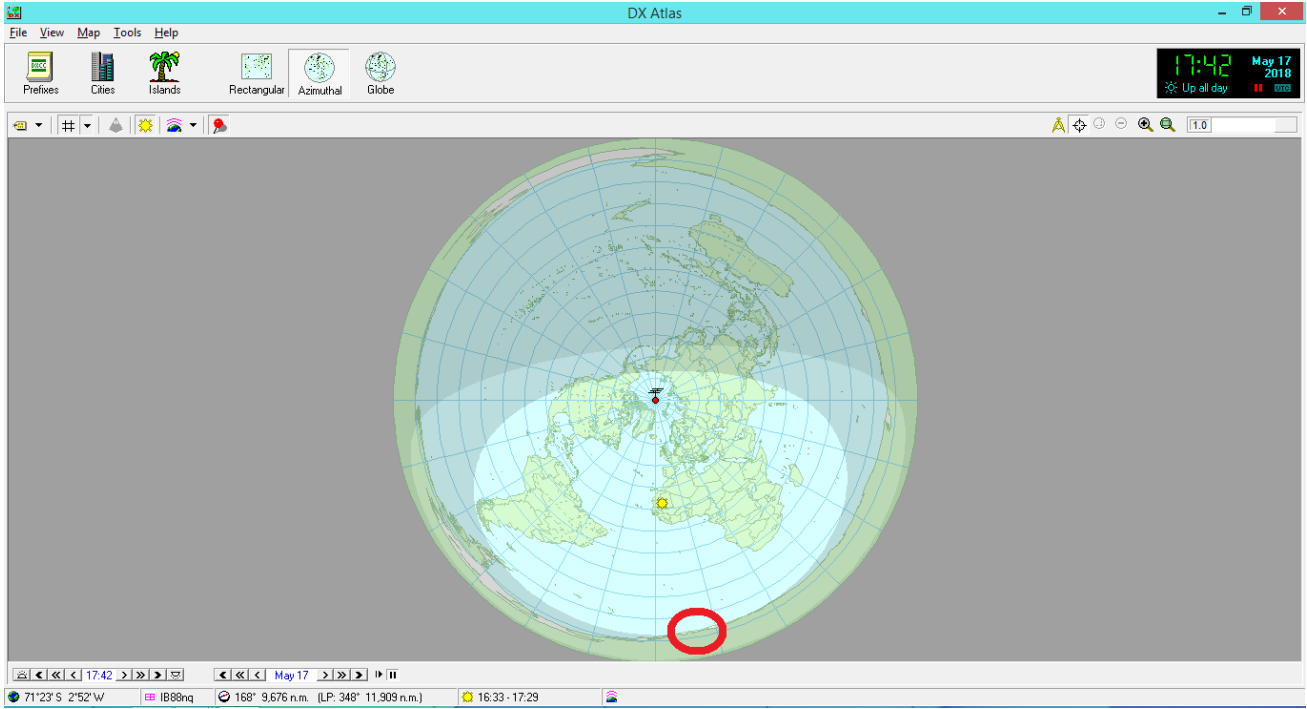 DX Atlas
File View Map Tools Help
Prefixes Cities Islands Rectangular Azimuthal Globe
17:42 May 17
2018
Up all day
1.0
17:42 May 17
71°23' S 2°52' W IB88nq 168° 9,676 n.m. (LP: 348° 11,909 n.m.) 16:33 - 17:29